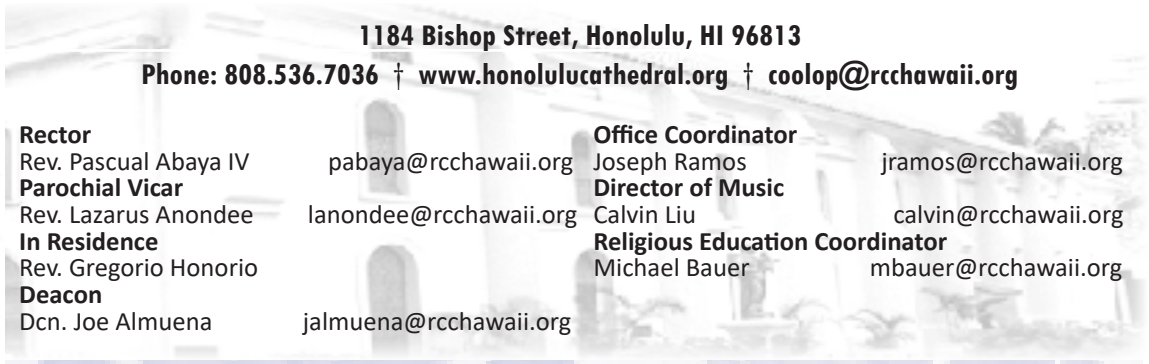 1184 Bishop Street, Honolulu, HI 96813
Phone: 808.536.7036 † www.honolulucathedral.org † coolop@rcchawaii.org
Rector
Rev. Pascual Abaya IV pabaya@rcchawaii.org
Parochial Vicar
Rev. Lazarus Anondee lanondee@rcchawaii.org
In Residence
Rev. Gregorio Honorio
Deacon
Dcn. Joe Almuena jalmuena@rcchawaii.org
Office Coordinator
Joseph Ramos jramos@rcchawaii.org
Director of Music
Calvin Liu calvin@rcchawaii.org
Religious Education Coordinator
Michael Bauer mbauer@rcchawaii.org